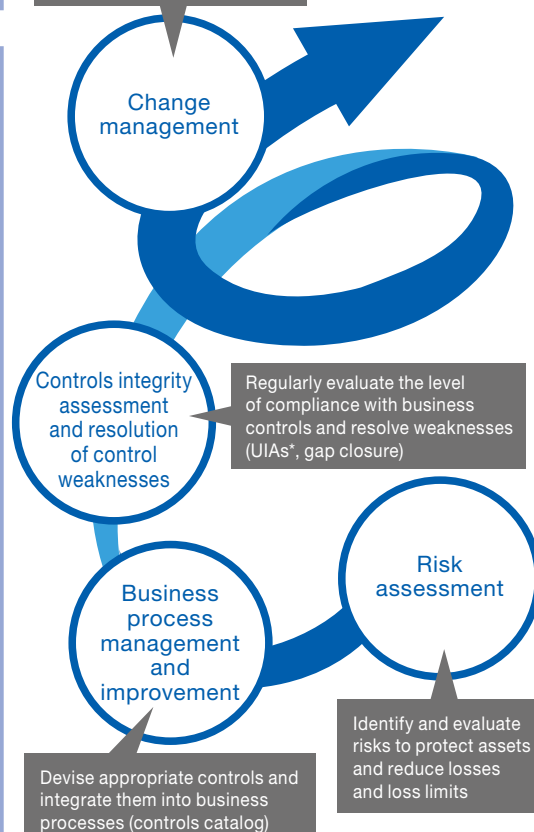 Change
management
Controls integrity
assessment
and resolution
of control
weaknesses
Regularly evaluate the level
of compliance with business
controls and resolve weaknesses
(UIAs*, gap closure)
Business
process
management
and
improvement
Risk
assessment
Identify and evaluate
risks to protect assets
and reduce losses
and loss limits
Devise appropriate controls and
integrate them into business
processes (controls catalog)